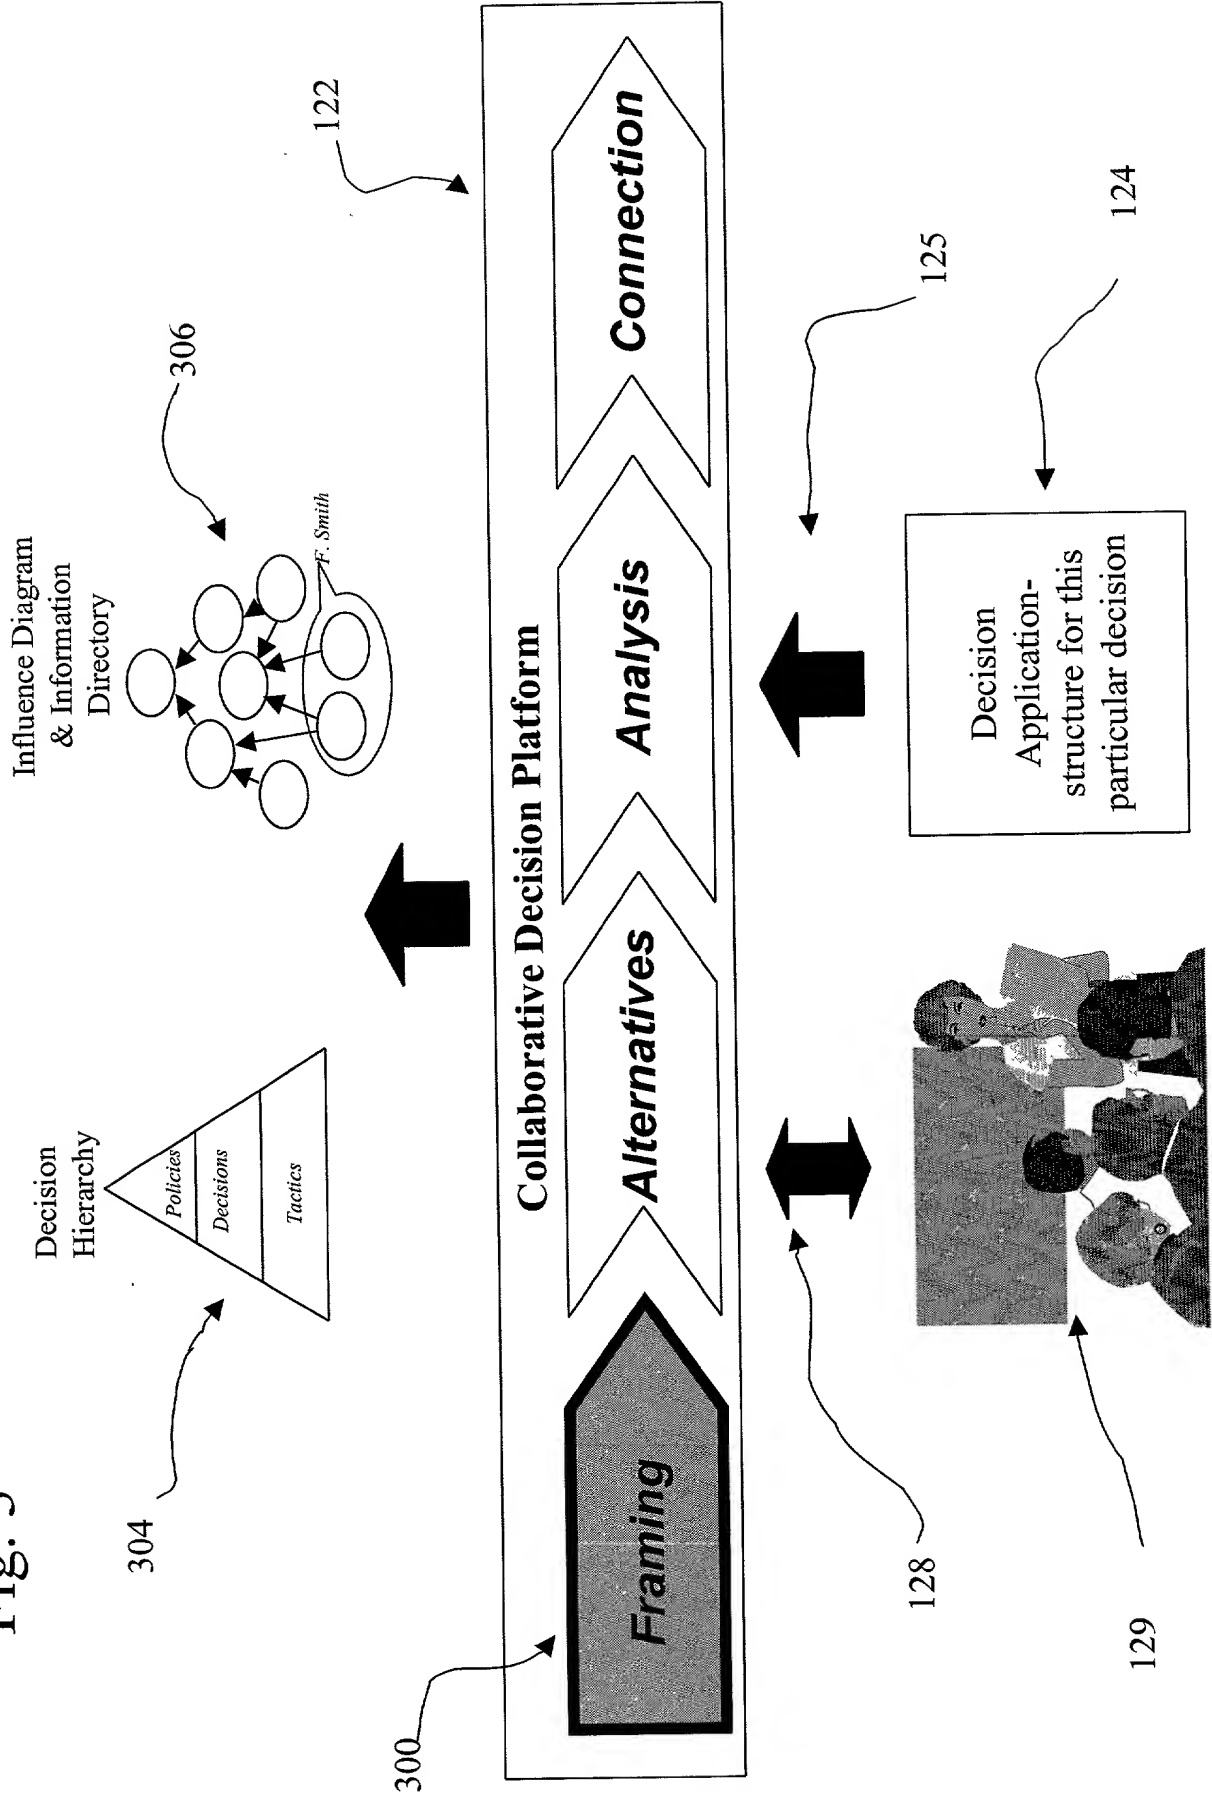 Fig.
Decision
Hierarchy
Influence Diagram
& Information
Directory
304
306
Policies
Decisions
Tactics
F. Smith
122
300
Collaborative Decision Platform
Framing
Alternatives
Analysis
Connection
128
125
129
124
Decision
Application-
structure for this
particular decision